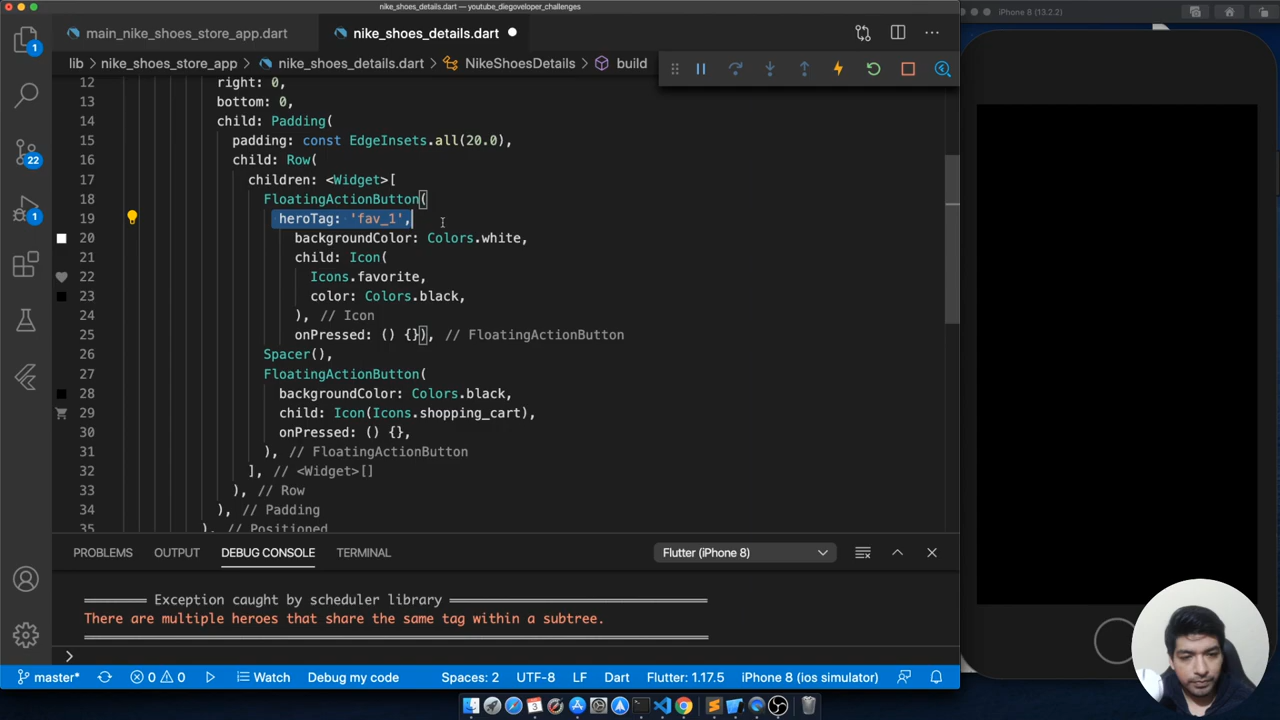 nike_shoes_details.dart — youtube_diegoveloper_challenges
iPhone 8 (13.2.2)
main_nike_shoes_store_app.dart
nike_shoes_details.dart
lib > nike_shoes_store_app > nike_shoes_details.dart > NikeShoesDetails > build
12 right: 0,
13 bottom: 0,
14 child: Padding(
15 padding: const EdgeInsets.all(20.0),
16 child: Row(
17 children: <Widget>[
18 FloatingActionButton(
19 heroTag: 'fav_1',
20 backgroundColor: Colors.white,
21 child: Icon(
22 Icons.favorite,
23 color: Colors.black,
24 ), // Icon
25 onPressed: () {}), // FloatingActionButton
26 Spacer(),
27 FloatingActionButton(
28 backgroundColor: Colors.black,
29 child: Icon(Icons.shopping_cart),
30 onPressed: () {},
31 ), // FloatingActionButton
32 ], // <Widget>[]
33 ), // Row
34 ), // Padding
35 ), // Positioned
1
22
1
PROBLEMS OUTPUT DEBUG CONSOLE TERMINAL
Flutter (iPhone 8)
═══════ Exception caught by scheduler library ═══════════════════════════
There are multiple heroes that share the same tag within a subtree.
═════════════════════════════════════════════════════════════════════════
master* 0 0 Watch Debug my code Spaces: 2 UTF-8 LF Dart Flutter: 1.17.5 iPhone 8 (ios simulator)
3